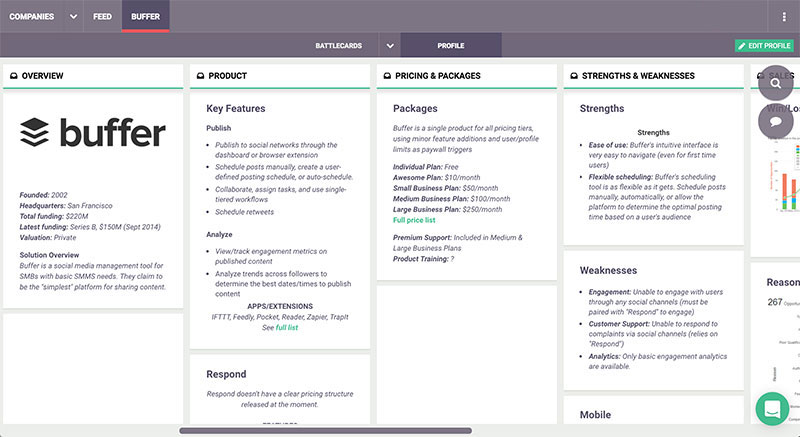 COMPANIES
FEED
BUFFER
BATTLECARDS
PROFILE
EDIT PROFILE
OVERVIEW
buffer
Founded: 2002
Headquarters: San Francisco
Total funding: $220M
Latest funding: Series B, $150M (Sept 2014)
Valuation: Private
Solution Overview
Buffer is a social media management tool for
SMBs with basic SMMS needs. They claim to
be the "simplest" platform for sharing content.
PRODUCT
Key Features
Publish
Publish to social networks through the
dashboard or browser extension
Schedule posts manually, create a user-
defined posting schedule, or auto-schedule.
Collaborate, assign tasks, and use single-
tiered workflows
Schedule retweets
Analyze
View/track engagement metrics on
published content
Analyze trends across followers to
determine the best dates/times to publish
content
APPS/EXTENSIONS
IFTTT, Feedly, Pocket, Reader, Zapier, TrapIt
See full list
Respond
Respond doesn't have a clear pricing structure
released at the moment.
PRICING & PACKAGES
Packages
Buffer is a single product for all pricing tiers,
using minor feature additions and user/profile
limits as paywall triggers
Individual Plan: Free
Awesome Plan: $10/month
Small Business Plan: $50/month
Medium Business Plan: $100/month
Large Business Plan: $250/month
Full price list
Premium Support: Included in Medium &
Large Business Plans
Product Training: ?
STRENGTHS & WEAKNESSES
Strengths
Strengths
Ease of use: Buffer's intuitive interface is
very easy to navigate (even for first time
users)
Flexible scheduling: Buffer's scheduling
tool is as flexible as it gets. Schedule posts
manually, automatically, or allow the
platform to determine the optimal posting
time based on a user's audience
Weaknesses
Engagement: Unable to engage with users
through any social channels (must be
paired with "Respond" to engage)
Customer Support: Unable to respond to
complaints via social channels (relies on
"Respond")
Analytics: Only basic engagement analytics
are available.
Mobile
SALES
Win/Los
Reason
267 Opportu
Reason